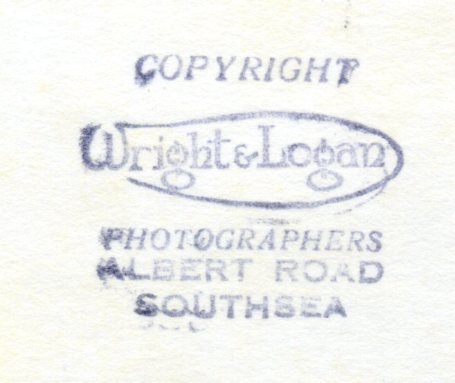 COPYRIGHT
Wright & Logan
PHOTOGRAPHERS
ALBERT ROAD
SOUTHSEA